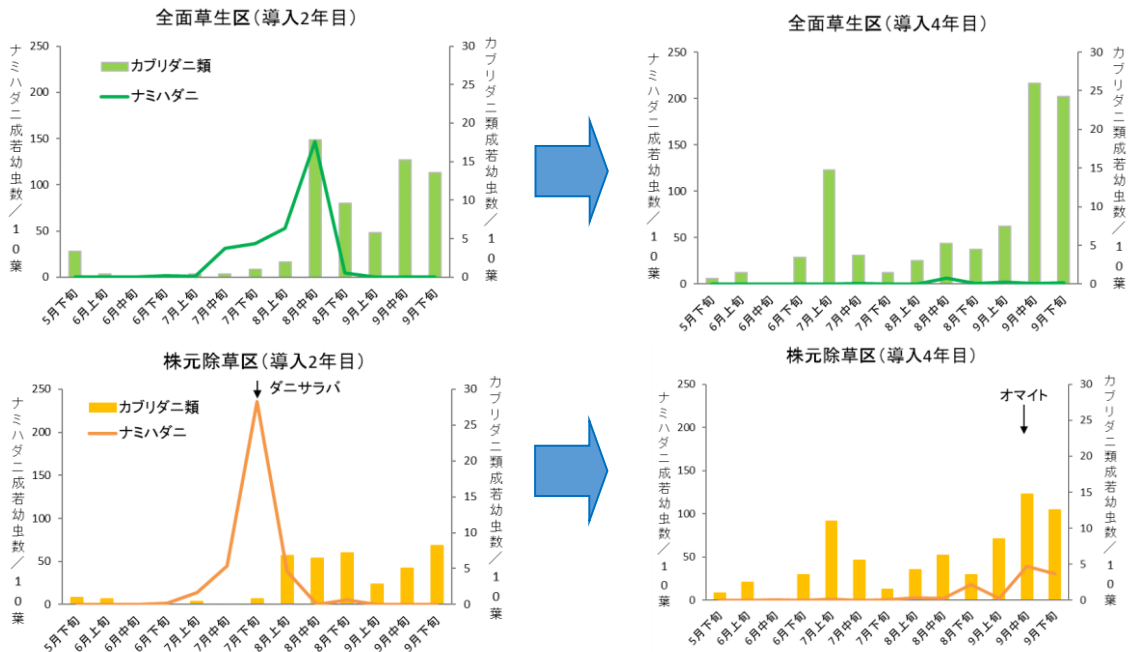 全面草生区(導入2年目)
ナミハダニ成若幼虫数/10葉
カブリダニ類成若幼虫数/10葉
250
200
150
100
50
0
30
25
20
15
10
5
0
カブリダニ類
ナミハダニ
5月下旬
6月上旬
6月中旬
6月下旬
7月上旬
7月中旬
7月下旬
8月上旬
8月中旬
8月下旬
9月上旬
9月中旬
9月下旬
全面草生区(導入4年目)
ナミハダニ成若幼虫数/10葉
カブリダニ類成若幼虫数/10葉
250
200
150
100
50
0
30
25
20
15
10
5
0
5月下旬
6月上旬
6月中旬
6月下旬
7月上旬
7月中旬
7月下旬
8月上旬
8月中旬
8月下旬
9月上旬
9月中旬
9月下旬
株元除草区(導入2年目)
ナミハダニ成若幼虫数/10葉
カブリダニ類成若幼虫数/10葉
250
200
150
100
50
0
30
25
20
15
10
5
0
ダニサラバ
カブリダニ類
ナミハダニ
5月下旬
6月上旬
6月中旬
6月下旬
7月上旬
7月中旬
7月下旬
8月上旬
8月中旬
8月下旬
9月上旬
9月中旬
9月下旬
株元除草区(導入4年目)
ナミハダニ成若幼虫数/10葉
カブリダニ類成若幼虫数/10葉
250
200
150
100
50
0
30
25
20
15
10
5
0
オマイト
5月下旬
6月上旬
6月中旬
6月下旬
7月上旬
7月中旬
7月下旬
8月上旬
8月中旬
8月下旬
9月上旬
9月中旬
9月下旬